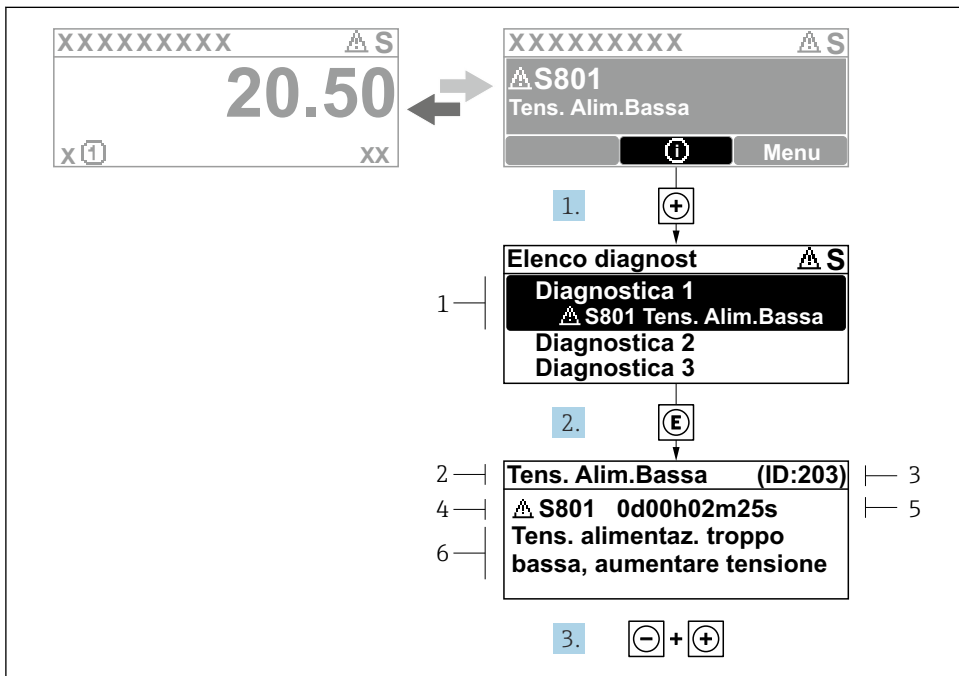 XXXXXXXXX S
20.50
x 1 XX
XXXXXXXXX S
S801
Tens. Alim.Bassa
i Menu
1. +
Elenco diagnost S
1
Diagnostica 1
S801 Tens. Alim.Bassa
Diagnostica 2
Diagnostica 3
2. E
2 Tens. Alim.Bassa (ID:203) 3
4 S801 0d00h02m25s 5
Tens. alimentaz. troppo
6
bassa, aumentare tensione
3. - + +